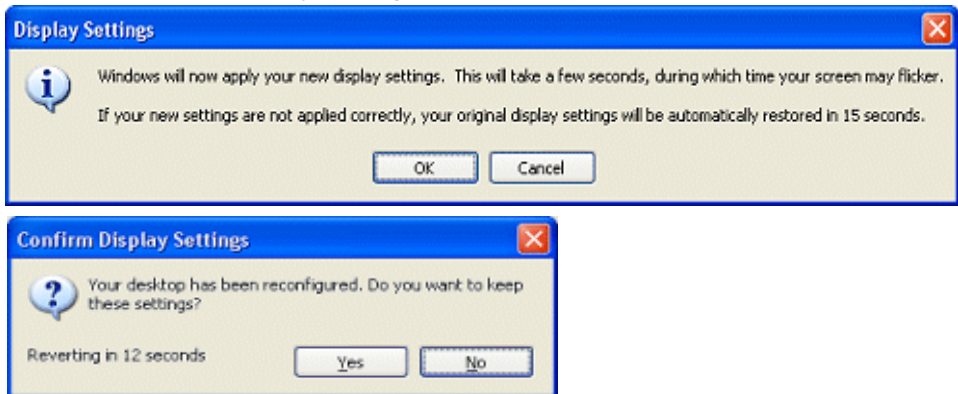 Display Settings
Windows will now apply your new display settings. This will take a few seconds, during which time your screen may flicker.
If your new settings are not applied correctly, your original display settings will be automatically restored in 15 seconds.
OK Cancel
Confirm Display Settings
Your desktop has been reconfigured. Do you want to keep
these settings?
Reverting in 12 seconds Yes No